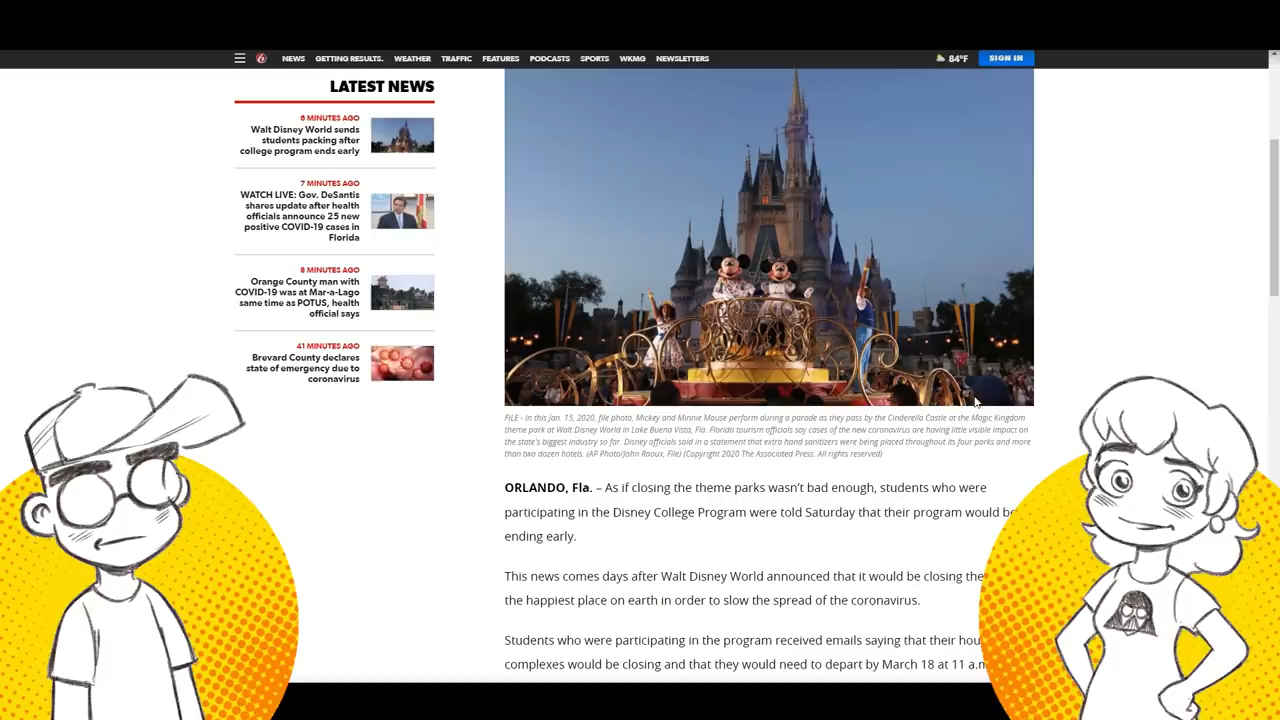 6 NEWS GETTING RESULTS. WEATHER TRAFFIC FEATURES PODCASTS SPORTS WKMG NEWSLETTERS 84°F SIGN IN
LATEST NEWS
6 MINUTES AGO
Walt Disney World sends
students packing after
college program ends early
7 MINUTES AGO
WATCH LIVE: Gov. DeSantis
shares update after health
officials announce 25 new
positive COVID-19 cases in
Florida
8 MINUTES AGO
Orange County man with
COVID-19 was at Mar-a-Lago
same time as POTUS, health
official says
41 MINUTES AGO
Brevard County declares
state of emergency due to
coronavirus
FILE - In this Jan. 15, 2020, file photo, Mickey and Minnie Mouse perform during a parade as they pass by the Cinderella Castle at the Magic Kingdom
theme park at Walt Disney World in Lake Buena Vista, Fla. Florida tourism officials say cases of the new coronavirus are having little visible impact on
the state's biggest industry so far. Disney officials said in a statement that extra hand sanitizers were being placed throughout its four parks and more
than two dozen hotels. (AP Photo/John Raoux, File) (Copyright 2020 The Associated Press. All rights reserved)
ORLANDO, Fla. – As if closing the theme parks wasn't bad enough, students who were
participating in the Disney College Program were told Saturday that their program would be
ending early.
This news comes days after Walt Disney World announced that it would be closing the
the happiest place on earth in order to slow the spread of the coronavirus.
Students who were participating in the program received emails saying that their hou
complexes would be closing and that they would need to depart by March 18 at 11 a.m